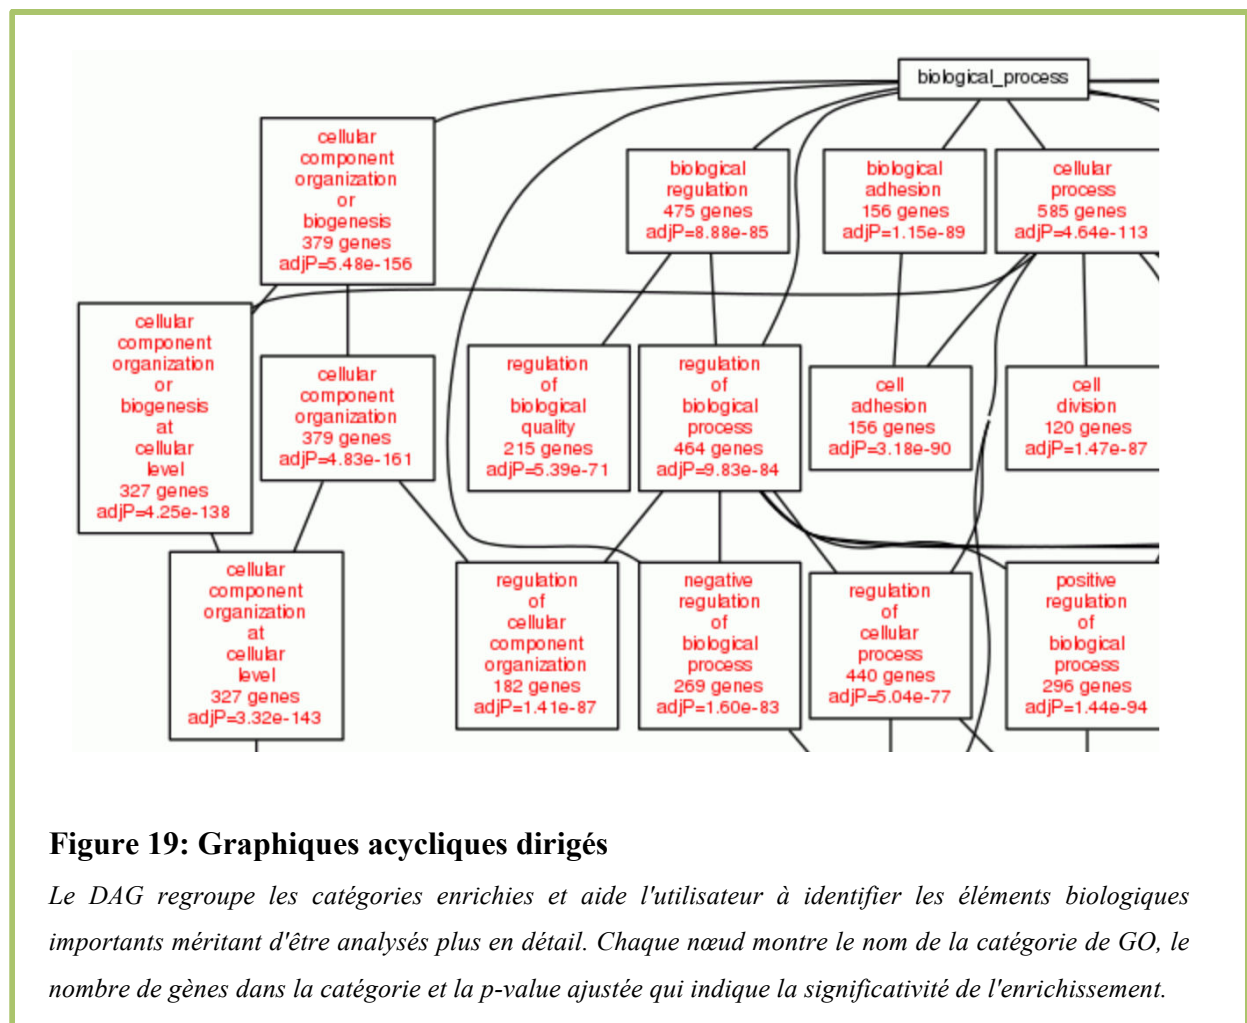 biological_process
cellular
component
organization
or
biogenesis
379 genes
adjP=5.48e-156
biological
regulation
475 genes
adjP=8.88e-85
biological
adhesion
156 genes
adjP=1.15e-89
cellular
process
585 genes
adjP=4.64e-113
cellular
component
organization
or
biogenesis
at
cellular
level
327 genes
adjP=4.25e-138
cellular
component
organization
379 genes
adjP=4.83e-161
regulation
of
biological
quality
215 genes
adjP=5.39e-71
regulation
of
biological
process
464 genes
adjP=9.83e-84
cell
adhesion
156 genes
adjP=3.18e-90
cell
division
120 genes
adjP=1.47e-87
cellular
component
organization
at
cellular
level
327 genes
adjP=3.32e-143
regulation
of
cellular
component
organization
182 genes
adjP=1.41e-87
negative
regulation
of
biological
process
269 genes
adjP=1.60e-83
regulation
of
cellular
process
440 genes
adjP=5.04e-77
positive
regulation
of
biological
process
296 genes
adjP=1.44e-94
Figure 19: Graphiques acycliques dirigés
Le DAG regroupe les catégories enrichies et aide l'utilisateur à identifier les éléments biologiques
importants méritant d'être analysés plus en détail. Chaque nœud montre le nom de la catégorie de GO, le
nombre de gènes dans la catégorie et la p-value ajustée qui indique la significativité de l'enrichissement.